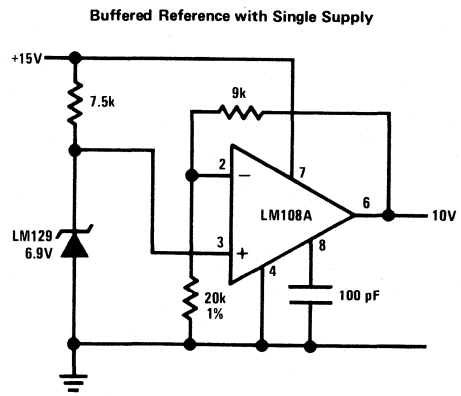 Buffered Reference with Single Supply
+15V
7.5k
9k
2
7
−
LM108A
6
10V
LM129
6.9V
3
+
8
4
20k
1%
100 pF